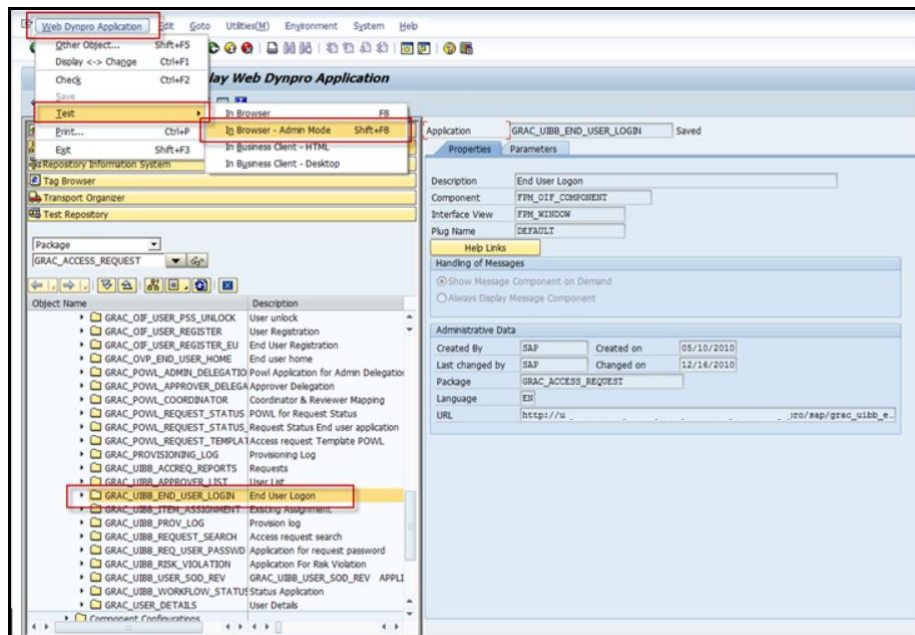 Web Dynpro Application Edit Goto Utilities(M) Environment System Help
Other Object... Shift+F5
Display <-> Change Ctrl+F1
Check Ctrl+F2
Save
Test
Print... Ctrl+P
Exit Shift+F3
lay Web Dynpro Application
In Browser F8
In Browser - Admin Mode Shift+F8
In Business Client - HTML
In Business Client - Desktop
Repository Information System
Tag Browser
Transport Organizer
Test Repository
Package
GRAC_ACCESS_REQUEST
Object Name Description
GRAC_OIF_USER_PSS_UNLOCK User unlock
GRAC_OIF_USER_REGISTER User Registration
GRAC_OIF_USER_REGISTER_EU End User Registration
GRAC_OVP_END_USER_HOME End user home
GRAC_POWL_ADMIN_DELEGATIO Powl Application for Admin Delegation
GRAC_POWL_APPROVER_DELEGA Approver Delegation
GRAC_POWL_COORDINATOR Coordinator & Reviewer Mapping
GRAC_POWL_REQUEST_STATUS POWL for Request Status
GRAC_POWL_REQUEST_STATUS_ Request Status End user application
GRAC_POWL_REQUEST_TEMPLAT Access request Template POWL
GRAC_PROVISIONING_LOG Provisioning Log
GRAC_UIBB_ACCREQ_REPORTS Requests
GRAC_UIBB_APPROVER_LIST User List
GRAC_UIBB_END_USER_LOGIN End User Logon
GRAC_UIBB_ITEM_ASSIGNMENT Existing Assignment
GRAC_UIBB_PROV_LOG Provision log
GRAC_UIBB_REQUEST_SEARCH Access request search
GRAC_UIBB_REQ_USER_PASSWD Application for request password
GRAC_UIBB_RISK_VIOLATION Application For Risk Violation
GRAC_UIBB_USER_SOD_REV GRAC_UIBB_USER_SOD_REV APPLI
GRAC_UIBB_WORKFLOW_STATUS Status Application
GRAC_USER_DETAILS User Details
Component Configurations
Application GRAC_UIBB_END_USER_LOGIN Saved
Properties Parameters
Description End User Logon
Component FPM_OIF_COMPONENT
Interface View FPM_WINDOW
Plug Name DEFAULT
Help Links
Handling of Messages
Show Message Component on Demand
Always Display Message Component
Administrative Data
Created By SAP Created on 05/10/2010
Last changed by SAP Changed on 12/16/2010
Package GRAC_ACCESS_REQUEST
Language EN
URL http://u ro/sap/grac_uibb_e.